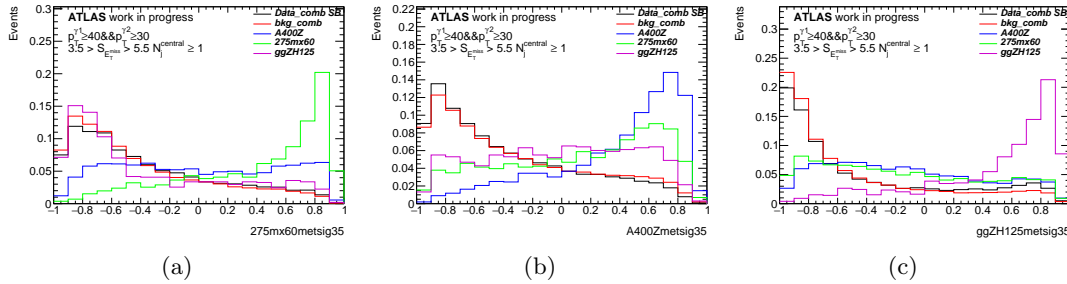 Events
0.3
0.25
0.2
0.15
0.1
0.05
0
ATLAS work in progress
p_T^γ1≥40&&p_T^γ2≥30
3.5 > S_{E_T^miss} > 5.5 N_j^central ≥ 1
Data_comb SB
bkg_comb
A400Z
275mx60
ggZH125
−1 −0.8 −0.6 −0.4 −0.2 0 0.2 0.4 0.6 0.8 1
275mx60metsig35
(a)
Events
0.22
0.2
0.18
0.16
0.14
0.12
0.1
0.08
0.06
0.04
0.02
0
ATLAS work in progress
p_T^γ1≥40&&p_T^γ2≥30
3.5 > S_{E_T^miss} > 5.5 N_j^central ≥ 1
Data_comb SB
bkg_comb
A400Z
275mx60
ggZH125
−1 −0.8 −0.6 −0.4 −0.2 0 0.2 0.4 0.6 0.8 1
A400Zmetsig35
(b)
Events
0.3
0.25
0.2
0.15
0.1
0.05
0
ATLAS work in progress
p_T^γ1≥40&&p_T^γ2≥30
3.5 > S_{E_T^miss} > 5.5 N_j^central ≥ 1
Data_comb SB
bkg_comb
A400Z
275mx60
ggZH125
−1 −0.8 −0.6 −0.4 −0.2 0 0.2 0.4 0.6 0.8 1
ggZH125metsig35
(c)